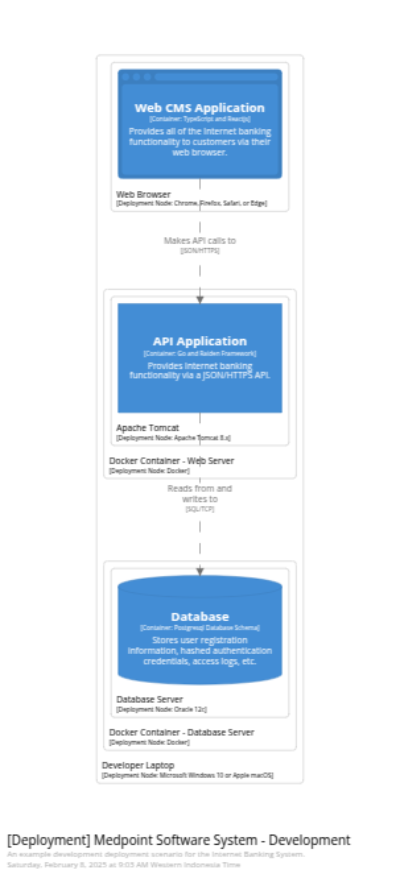 Web CMS Application
[Container: TypeScript and Reactjs]
Provides all of the Internet banking
functionality to customers via their
web browser.
Web Browser
[Deployment Node: Chrome, Firefox, Safari, or Edge]
Makes API calls to
[JSON/HTTPS]
API Application
[Container: Go and Raiden Framework]
Provides Internet banking
functionality via a JSON/HTTPS API.
Apache Tomcat
[Deployment Node: Apache Tomcat 8.x]
Docker Container - Web Server
[Deployment Node: Docker]
Reads from and
writes to
[SQL/TCP]
Database
[Container: Postgresql Database Schema]
Stores user registration
information, hashed authentication
credentials, access logs, etc.
Database Server
[Deployment Node: Oracle 12c]
Docker Container - Database Server
[Deployment Node: Docker]
Developer Laptop
[Deployment Node: Microsoft Windows 10 or Apple macOS]
[Deployment] Medpoint Software System - Development
An example development deployment scenario for the Internet Banking System.
Saturday, February 8, 2025 at 9:03 AM Western Indonesia Time